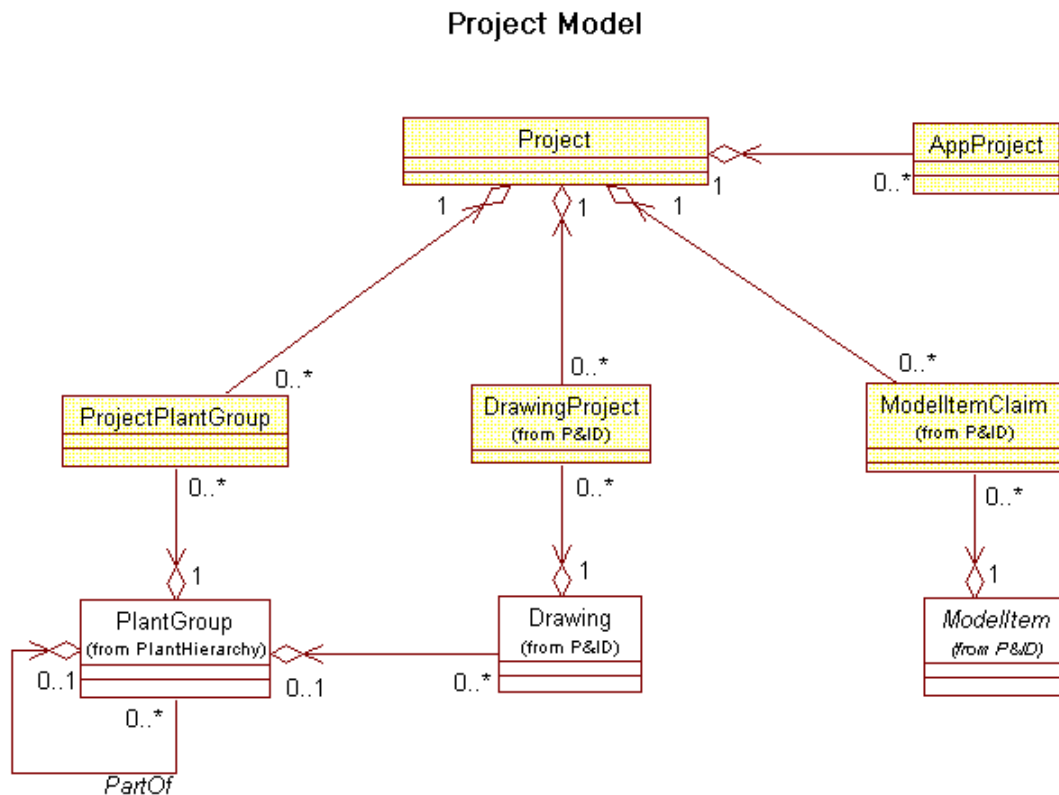 Project Model
Project
AppProject
1
0..*
1
1
1
0..*
0..*
0..*
ProjectPlantGroup
DrawingProject
(from P&ID)
ModelItemClaim
(from P&ID)
0..*
0..*
0..*
1
1
1
PlantGroup
(from PlantHierarchy)
Drawing
(from P&ID)
ModelItem
(from P&ID)
0..1
0..1
0..*
0..*
PartOf